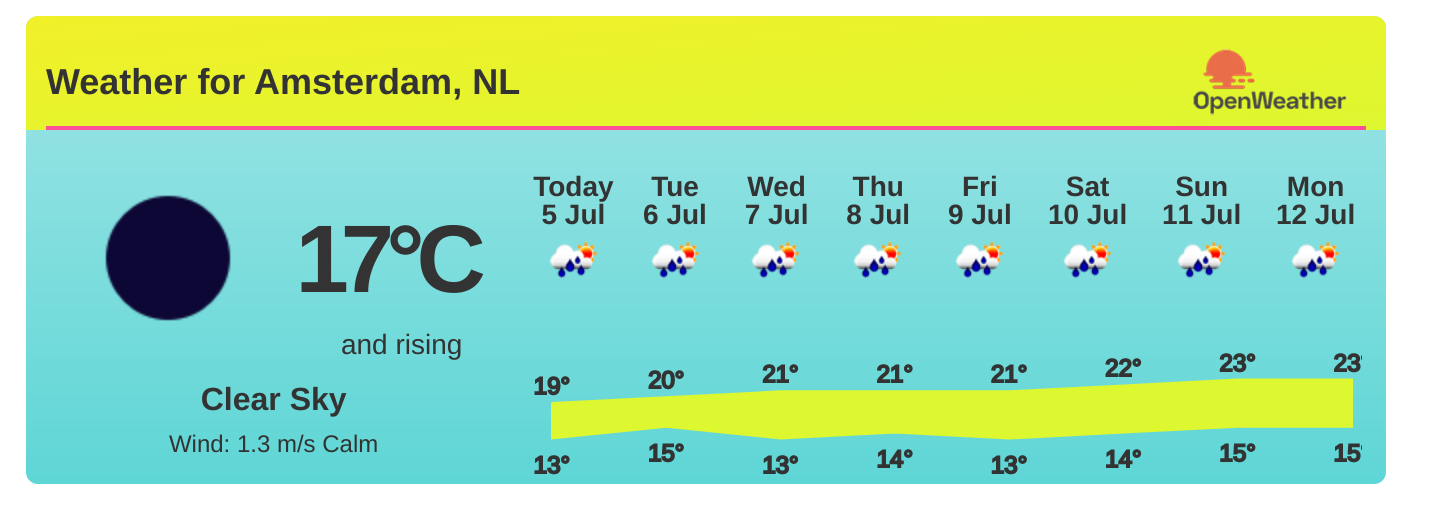 Weather for Amsterdam, NL
OpenWeather
Today Tue Wed Thu Fri Sat Sun Mon
5 Jul 6 Jul 7 Jul 8 Jul 9 Jul 10 Jul 11 Jul 12 Jul
17°C
and rising
Clear Sky
Wind: 1.3 m/s Calm
19° 20° 21° 21° 21° 22° 23° 23°
13° 15° 13° 14° 13° 14° 15° 15°